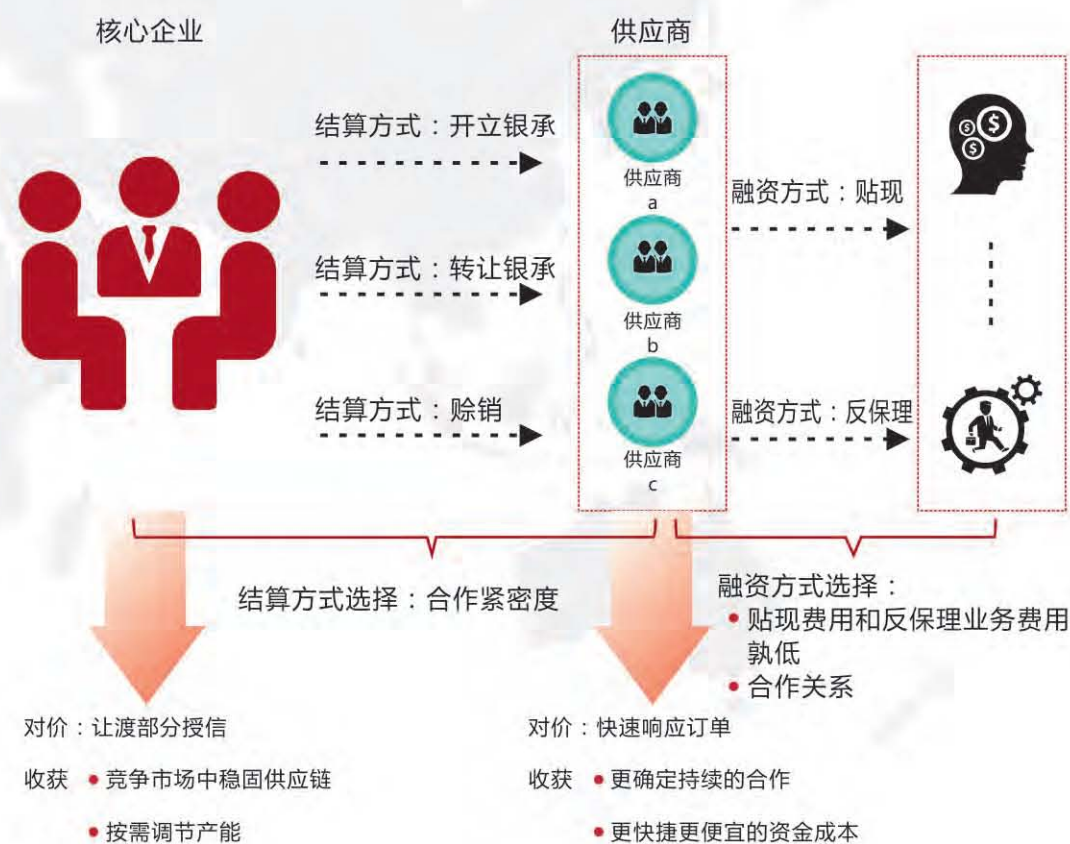 核心企业
供应商
结算方式：开立银承
供应商
a
融资方式：贴现
结算方式：转让银承
供应商
b
结算方式：赊销
融资方式：反保理
供应商
c
结算方式选择：合作紧密度
融资方式选择：
• 贴现费用和反保理业务费用
孰低
• 合作关系
对价：让渡部分授信
收获 • 竞争市场中稳固供应链
• 按需调节产能
对价：快速响应订单
收获 • 更确定持续的合作
• 更快捷更便宜的资金成本